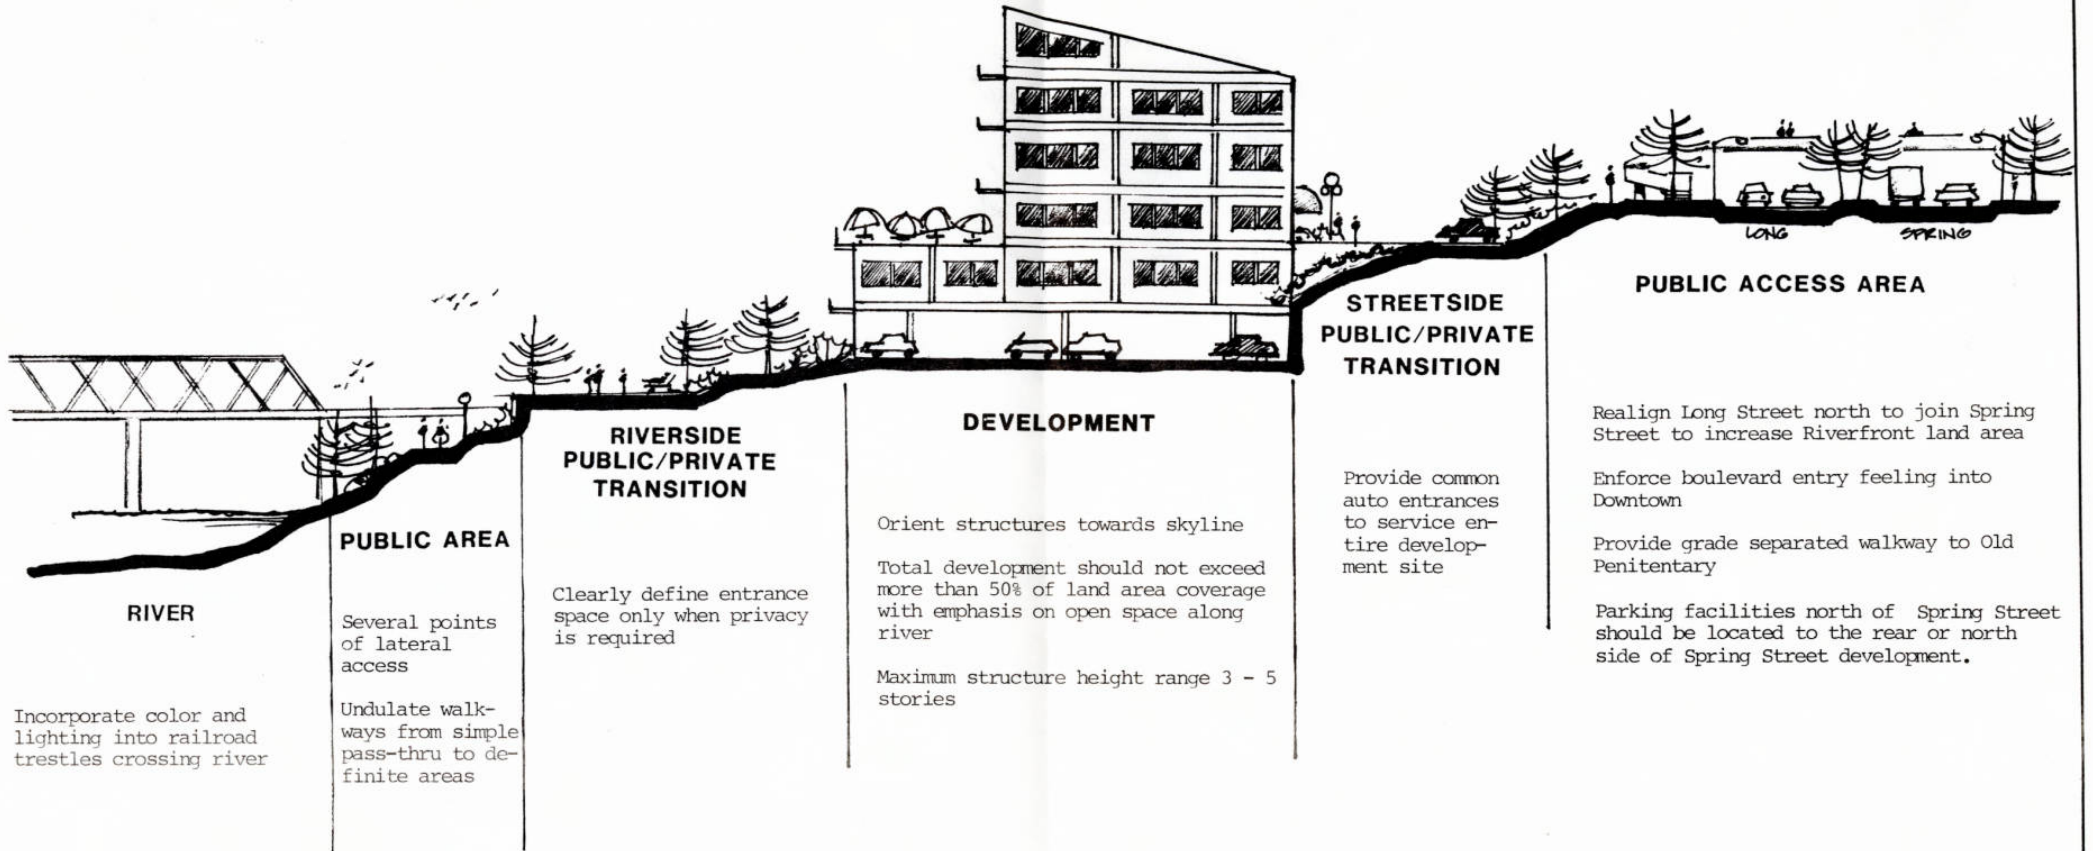 LONG
SPRING
RIVER
Incorporate color and
lighting into railroad
trestles crossing river
PUBLIC AREA
Several points
of lateral
access
Undulate walk-
ways from simple
pass-thru to de-
finite areas
RIVERSIDE
PUBLIC/PRIVATE
TRANSITION
Clearly define entrance
space only when privacy
is required
DEVELOPMENT
Orient structures towards skyline
Total development should not exceed
more than 50% of land area coverage
with emphasis on open space along
river
Maximum structure height range 3 - 5
stories
STREETSIDE
PUBLIC/PRIVATE
TRANSITION
Provide common
auto entrances
to service en-
tire develop-
ment site
PUBLIC ACCESS AREA
Realign Long Street north to join Spring
Street to increase Riverfront land area
Enforce boulevard entry feeling into
Downtown
Provide grade separated walkway to Old
Penitentary
Parking facilities north of Spring Street
should be located to the rear or north
side of Spring Street development.